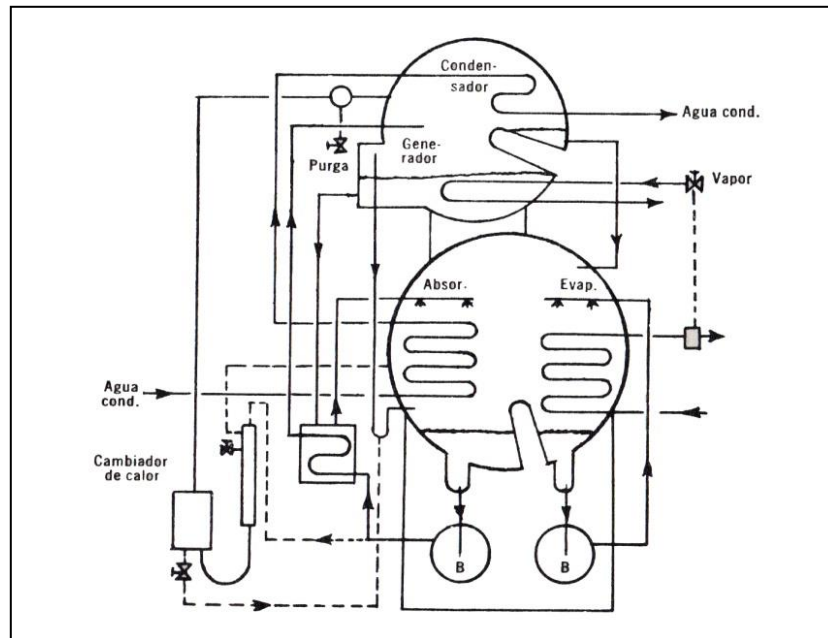 Conden-
sador
Agua cond.
Gene-
rador
Purga
Vapor
Absor.
Evap.
Agua
cond.
Cambiador
de calor
B
B